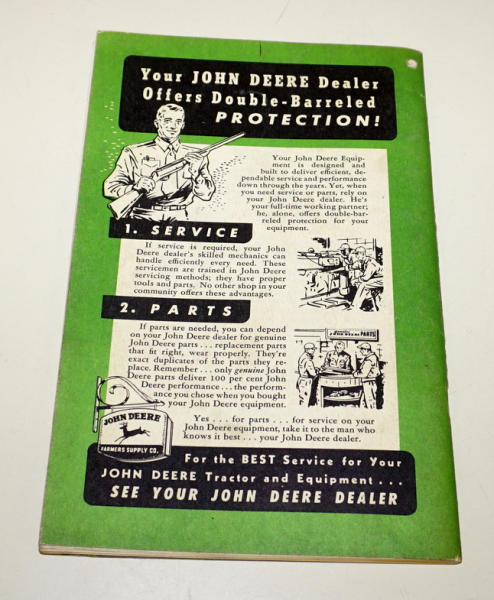 Your JOHN DEERE Dealer
Offers Double-Barreled
PROTECTION!
Your John Deere Equip-
ment is designed and
built to deliver efficient, de-
pendable service and performance
down through the years. Yet, when
you need service or parts, rely on
your John Deere dealer. He's
your full-time working partner;
he, alone, offers double-bar-
reled protection for your
equipment.
1. SERVICE
If service is required, your John
Deere dealer's skilled mechanics can
handle efficiently every need. These
servicemen are trained in John Deere
servicing methods; they have proper
tools and parts. No other shop in your
community offers these advantages.
2. PARTS
If parts are needed, you can depend
on your John Deere dealer for genuine
John Deere parts . . . replacement parts
that fit right, wear properly. They're
exact duplicates of the parts they re-
place. Remember . . . only genuine John
Deere parts deliver 100 per cent John
Deere performance . . . the perform-
ance you chose when you bought
your John Deere equipment.
JOHN DEERE PARTS
Yes . . . for parts . . . for service on your
John Deere equipment, take it to the man who
knows it best . . . your John Deere dealer.
JOHN DEERE
FARMERS SUPPLY CO.
For the BEST Service for Your
JOHN DEERE Tractor and Equipment . . .
SEE YOUR JOHN DEERE DEALER